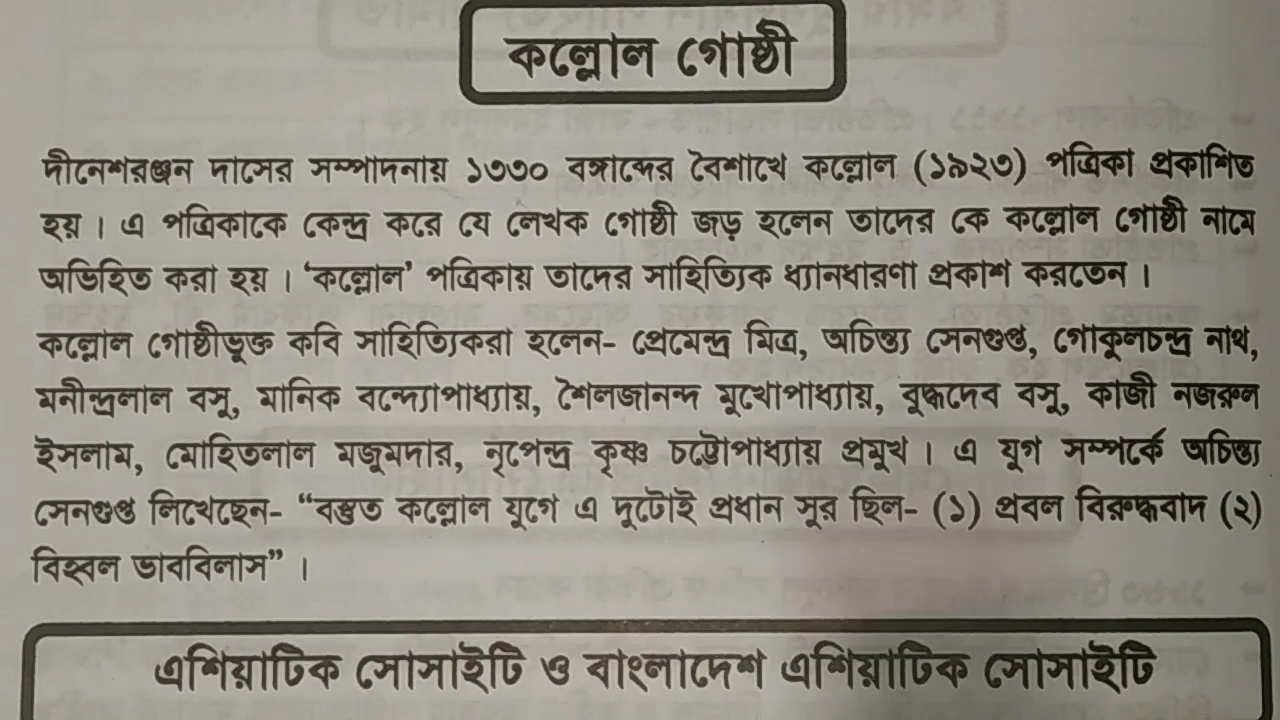 কল্লোল গোষ্ঠী
দীনেশরঞ্জন দাসের সম্পাদনায় ১৩৩০ বঙ্গাব্দের বৈশাখে কল্লোল (১৯২৩) পত্রিকা প্রকাশিত
হয়। এ পত্রিকাকে কেন্দ্র করে যে লেখক গোষ্ঠী জড় হলেন তাদের কে কল্লোল গোষ্ঠী নামে
অভিহিত করা হয়। ‘কল্লোল’ পত্রিকায় তাদের সাহিত্যিক ধ্যানধারণা প্রকাশ করতেন।
কল্লোল গোষ্ঠীভূক্ত কবি সাহিত্যিকরা হলেন- প্রেমেন্দ্র মিত্র, অচিন্ত্য সেনগুপ্ত, গোকুলচন্দ্র নাথ,
মনীন্দ্রলাল বসু, মানিক বন্দ্যোপাধ্যায়, শৈলজানন্দ মুখোপাধ্যায়, বুদ্ধদেব বসু, কাজী নজরুল
ইসলাম, মোহিতলাল মজুমদার, নৃপেন্দ্র কৃষ্ণ চট্টোপাধ্যায় প্রমুখ। এ যুগ সম্পর্কে অচিন্ত্য
সেনগুপ্ত লিখেছেন- “বস্তুত কল্লোল যুগে এ দুটোই প্রধান সুর ছিল- (১) প্রবল বিরুদ্ধবাদ (২)
বিহ্বল ভাববিলাস”।
এশিয়াটিক সোসাইটি ও বাংলাদেশ এশিয়াটিক সোসাইটি